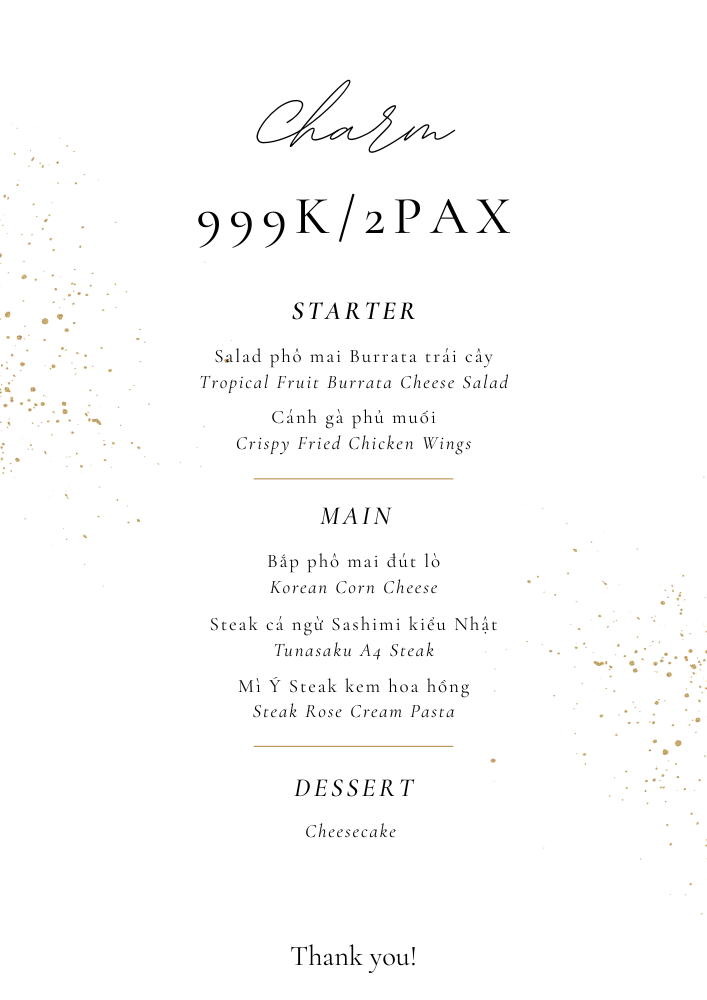 Charm
999K/2PAX
STARTER
Salad phô mai Burrata trái cây
Tropical Fruit Burrata Cheese Salad
Cánh gà phủ muối
Crispy Fried Chicken Wings
MAIN
Bắp phô mai đút lò
Korean Corn Cheese
Steak cá ngừ Sashimi kiểu Nhật
Tunasaku A4 Steak
Mì Ý Steak kem hoa hồng
Steak Rose Cream Pasta
DESSERT
Cheesecake
Thank you!